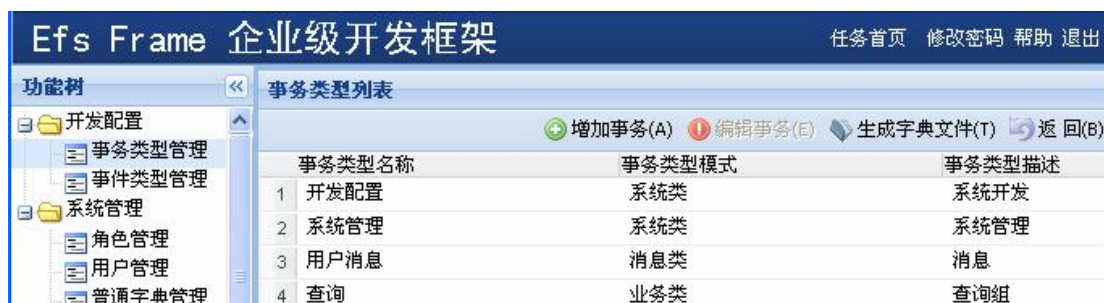 Efs Frame 企业级开发框架
任务首页 修改密码 帮助 退出
功能树
开发配置
事务类型管理
事件类型管理
系统管理
角色管理
用户管理
普通字典管理
事务类型列表
增加事务(A) 编辑事务(E) 生成字典文件(T) 返 回(B)
事务类型名称 事务类型模式 事务类型描述
1 开发配置 系统类 系统开发
2 系统管理 系统类 系统管理
3 用户消息 消息类 消息
4 查询 业务类 查询组